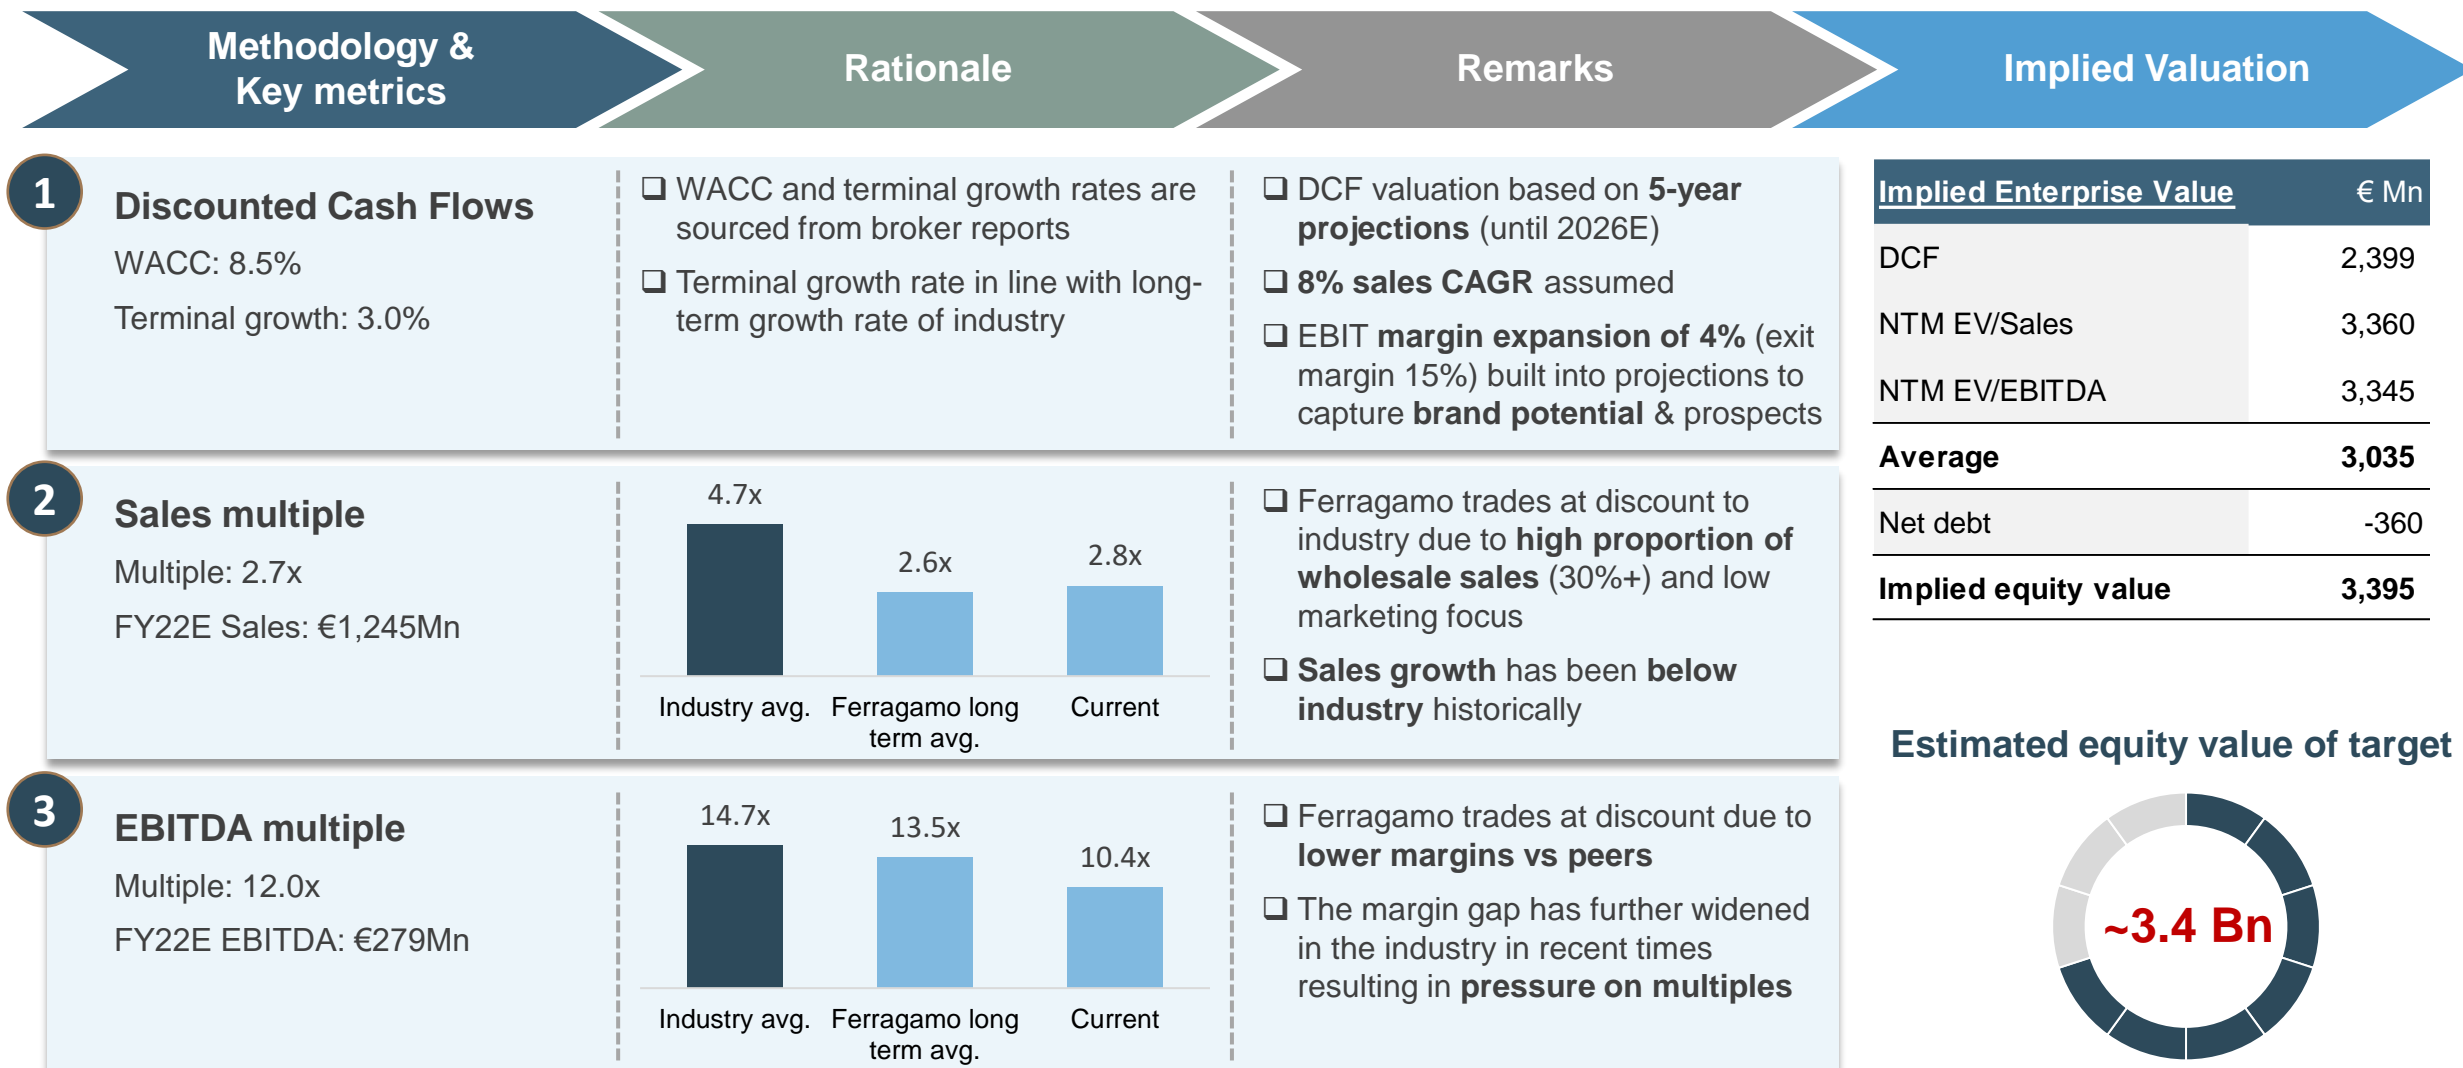 Methodology &
Key metrics
Rationale
Remarks
Implied Valuation
1
Discounted Cash Flows
WACC: 8.5%
Terminal growth: 3.0%
❑ WACC and terminal growth rates are
sourced from broker reports
❑ Terminal growth rate in line with long-
term growth rate of industry
❑ DCF valuation based on 5-year
projections (until 2026E)
❑ 8% sales CAGR assumed
❑ EBIT margin expansion of 4% (exit
margin 15%) built into projections to
capture brand potential & prospects
2
Sales multiple
Multiple: 2.7x
FY22E Sales: €1,245Mn
4.7x
2.6x
2.8x
Industry avg.
Ferragamo long
term avg.
Current
❑ Ferragamo trades at discount to
industry due to high proportion of
wholesale sales (30%+) and low
marketing focus
❑ Sales growth has been below
industry historically
3
EBITDA multiple
Multiple: 12.0x
FY22E EBITDA: €279Mn
14.7x
13.5x
10.4x
Industry avg.
Ferragamo long
term avg.
Current
❑ Ferragamo trades at discount due to
lower margins vs peers
❑ The margin gap has further widened
in the industry in recent times
resulting in pressure on multiples
Implied Enterprise Value € Mn
DCF 2,399
NTM EV/Sales 3,360
NTM EV/EBITDA 3,345
Average 3,035
Net debt -360
Implied equity value 3,395
Estimated equity value of target
~3.4 Bn